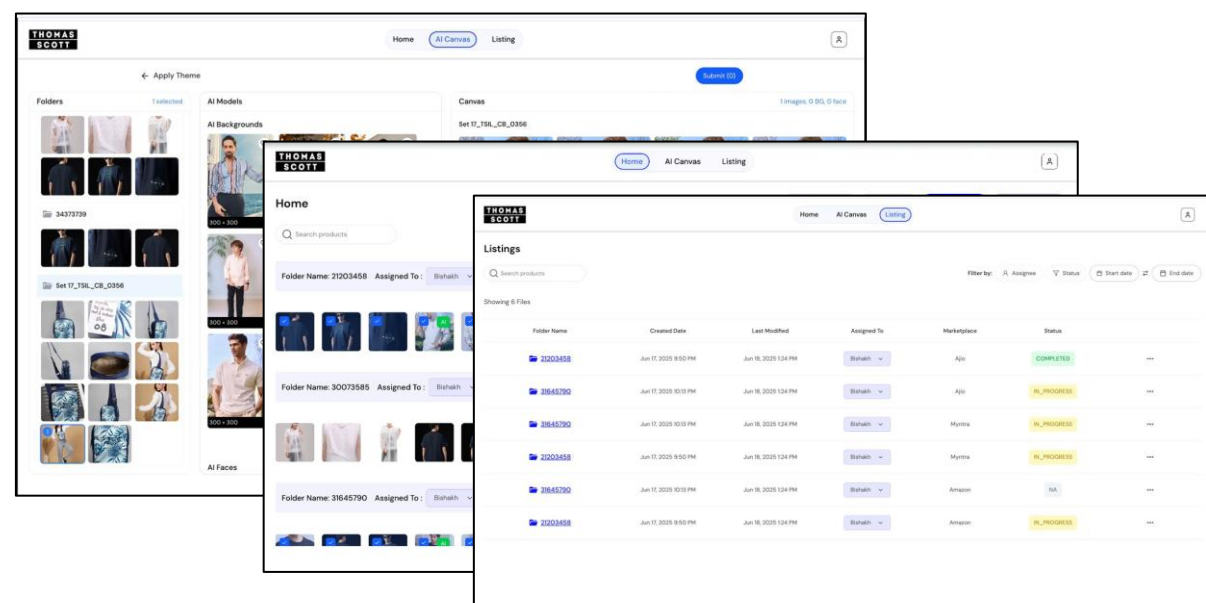 THOMAS
SCOTT
Home AI Canvas Listing
← Apply Theme
Submit (0)
Folders 1 selected
AI Models
Canvas 1 images, 0 BG, 0 face
AI Backgrounds
Set 17_TSIL_CB_0356
300 × 300
34373739
Set 17_TSIL_CB_0356
08
300 × 300
300 × 300
AI Faces
THOMAS
SCOTT
Home AI Canvas Listing
Home
Search products
Folder Name: 21203458 Assigned To : Bishakh
AI
Folder Name: 30073585 Assigned To : Bishakh
Folder Name: 31645790 Assigned To : Bishakh
AI
THOMAS
SCOTT
Home AI Canvas Listing
Listings
Search products
Filter by: Assignee Status Start date End date
Showing 6 Files
Folder Name Created Date Last Modified Assigned To Marketplace Status
21203458 Jun 17, 2025 9:50 PM Jun 18, 2025 1:24 PM Bishakh Ajio COMPLETED ...
31645790 Jun 17, 2025 10:13 PM Jun 18, 2025 1:24 PM Bishakh Ajio IN_PROGRESS ...
31645790 Jun 17, 2025 10:13 PM Jun 18, 2025 1:24 PM Bishakh Myntra IN_PROGRESS ...
21203458 Jun 17, 2025 9:50 PM Jun 18, 2025 1:24 PM Bishakh Myntra IN_PROGRESS ...
31645790 Jun 17, 2025 10:13 PM Jun 18, 2025 1:24 PM Bishakh Amazon NA ...
21203458 Jun 17, 2025 9:50 PM Jun 18, 2025 1:24 PM Bishakh Amazon IN_PROGRESS ...